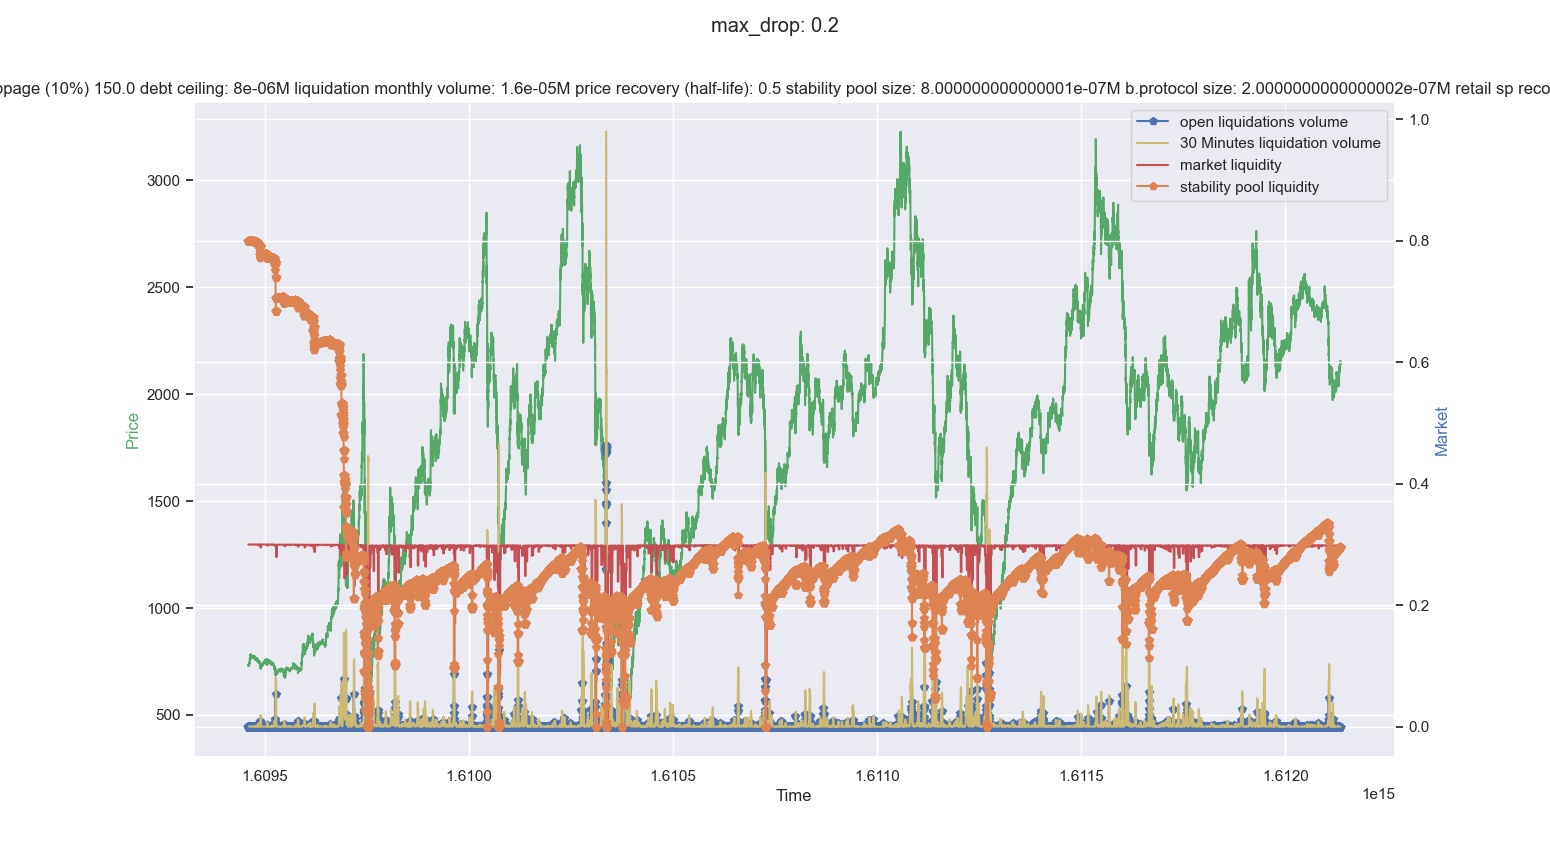 max_drop: 0.2
(10%) 150.0 debt ceiling: 8e-06M liquidation monthly volume: 1.6e-05M price recovery (half-life): 0.5 stability pool size: 8.000000000000001e-07M b.protocol size: 2.0000000000000002e-07M retail sp
open liquidations volume
30 Minutes liquidation volume
market liquidity
stability pool liquidity
Price
3000
2500
2000
1500
1000
500
1.0
0.8
0.6
0.4
0.2
0.0
Market
1.6095 1.6100 1.6105 1.6110 1.6115 1.6120
Time
1e15